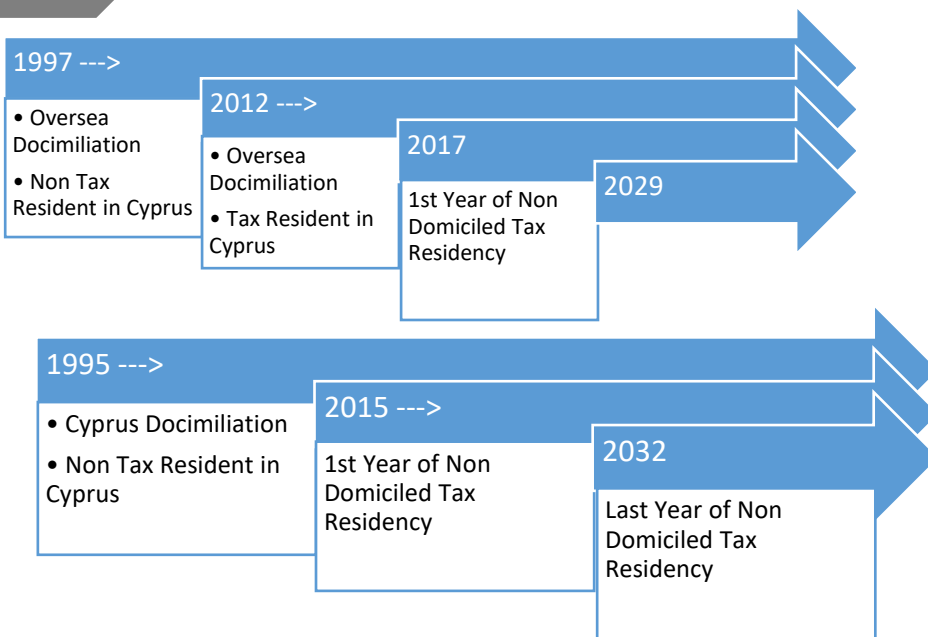 1997 --->
• Oversea
Docimiliation
• Non Tax
Resident in Cyprus
2012 --->
• Oversea
Docimiliation
• Tax Resident in
Cyprus
2017
1st Year of Non
Domiciled Tax
Residency
2029
1995 --->
• Cyprus Docimiliation
• Non Tax Resident in
Cyprus
2015 --->
1st Year of Non
Domiciled Tax
Residency
2032
Last Year of Non
Domiciled Tax
Residency